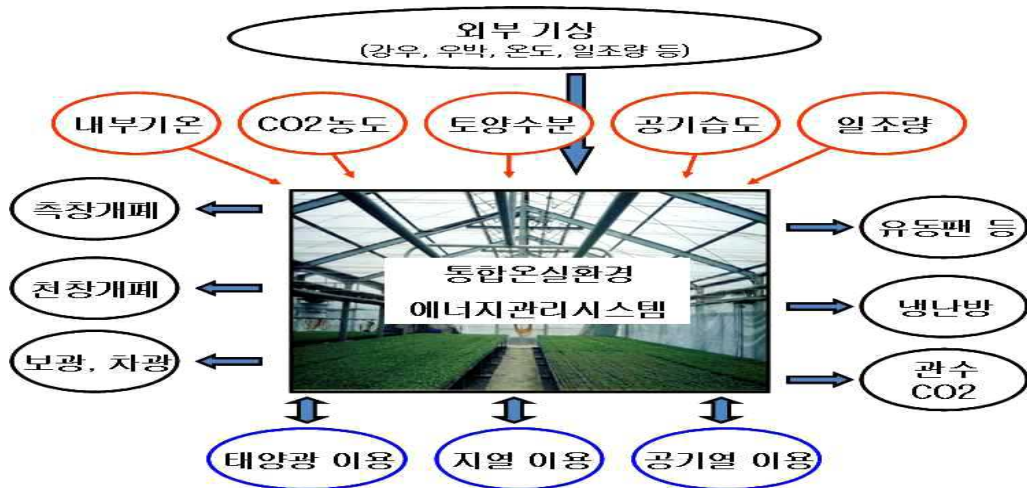 외부 기상
(강우, 우박, 온도, 일조량 등)
내부기온
CO2농도
토양수분
공기습도
일조량
측창개폐
천창개폐
보광, 차광
통합온실환경
에너지관리시스템
유동팬 등
냉난방
관수
CO2
태양광 이용
지열 이용
공기열 이용